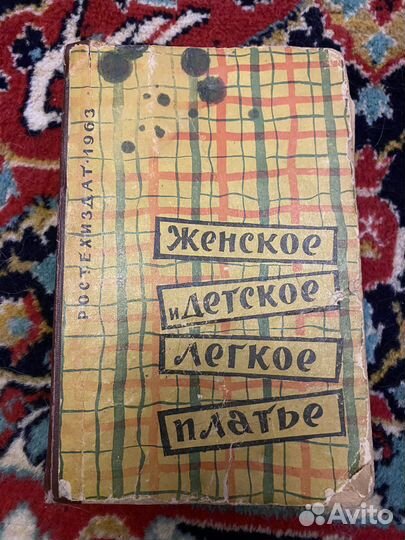 РОСТЕХИЗДАТ·1963
ЖЕНСКОЕ
и ДЕТСКОЕ
ЛЕГКОЕ
ПЛАТЬЕ
Avito